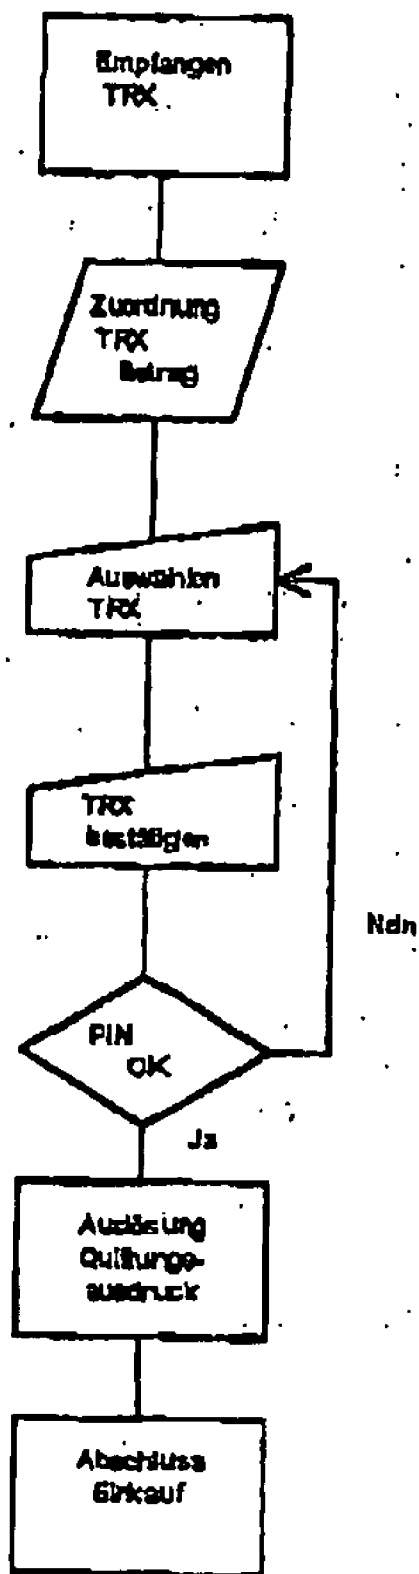 Empfangen
TRX
Zuordnung
TRX
Betrag
Auswählen
TRX
TRX
bestätigen
Nein
PIN
OK
Ja
Auslösung
Quittungs-
ausdruck
Abschluss
Einkauf